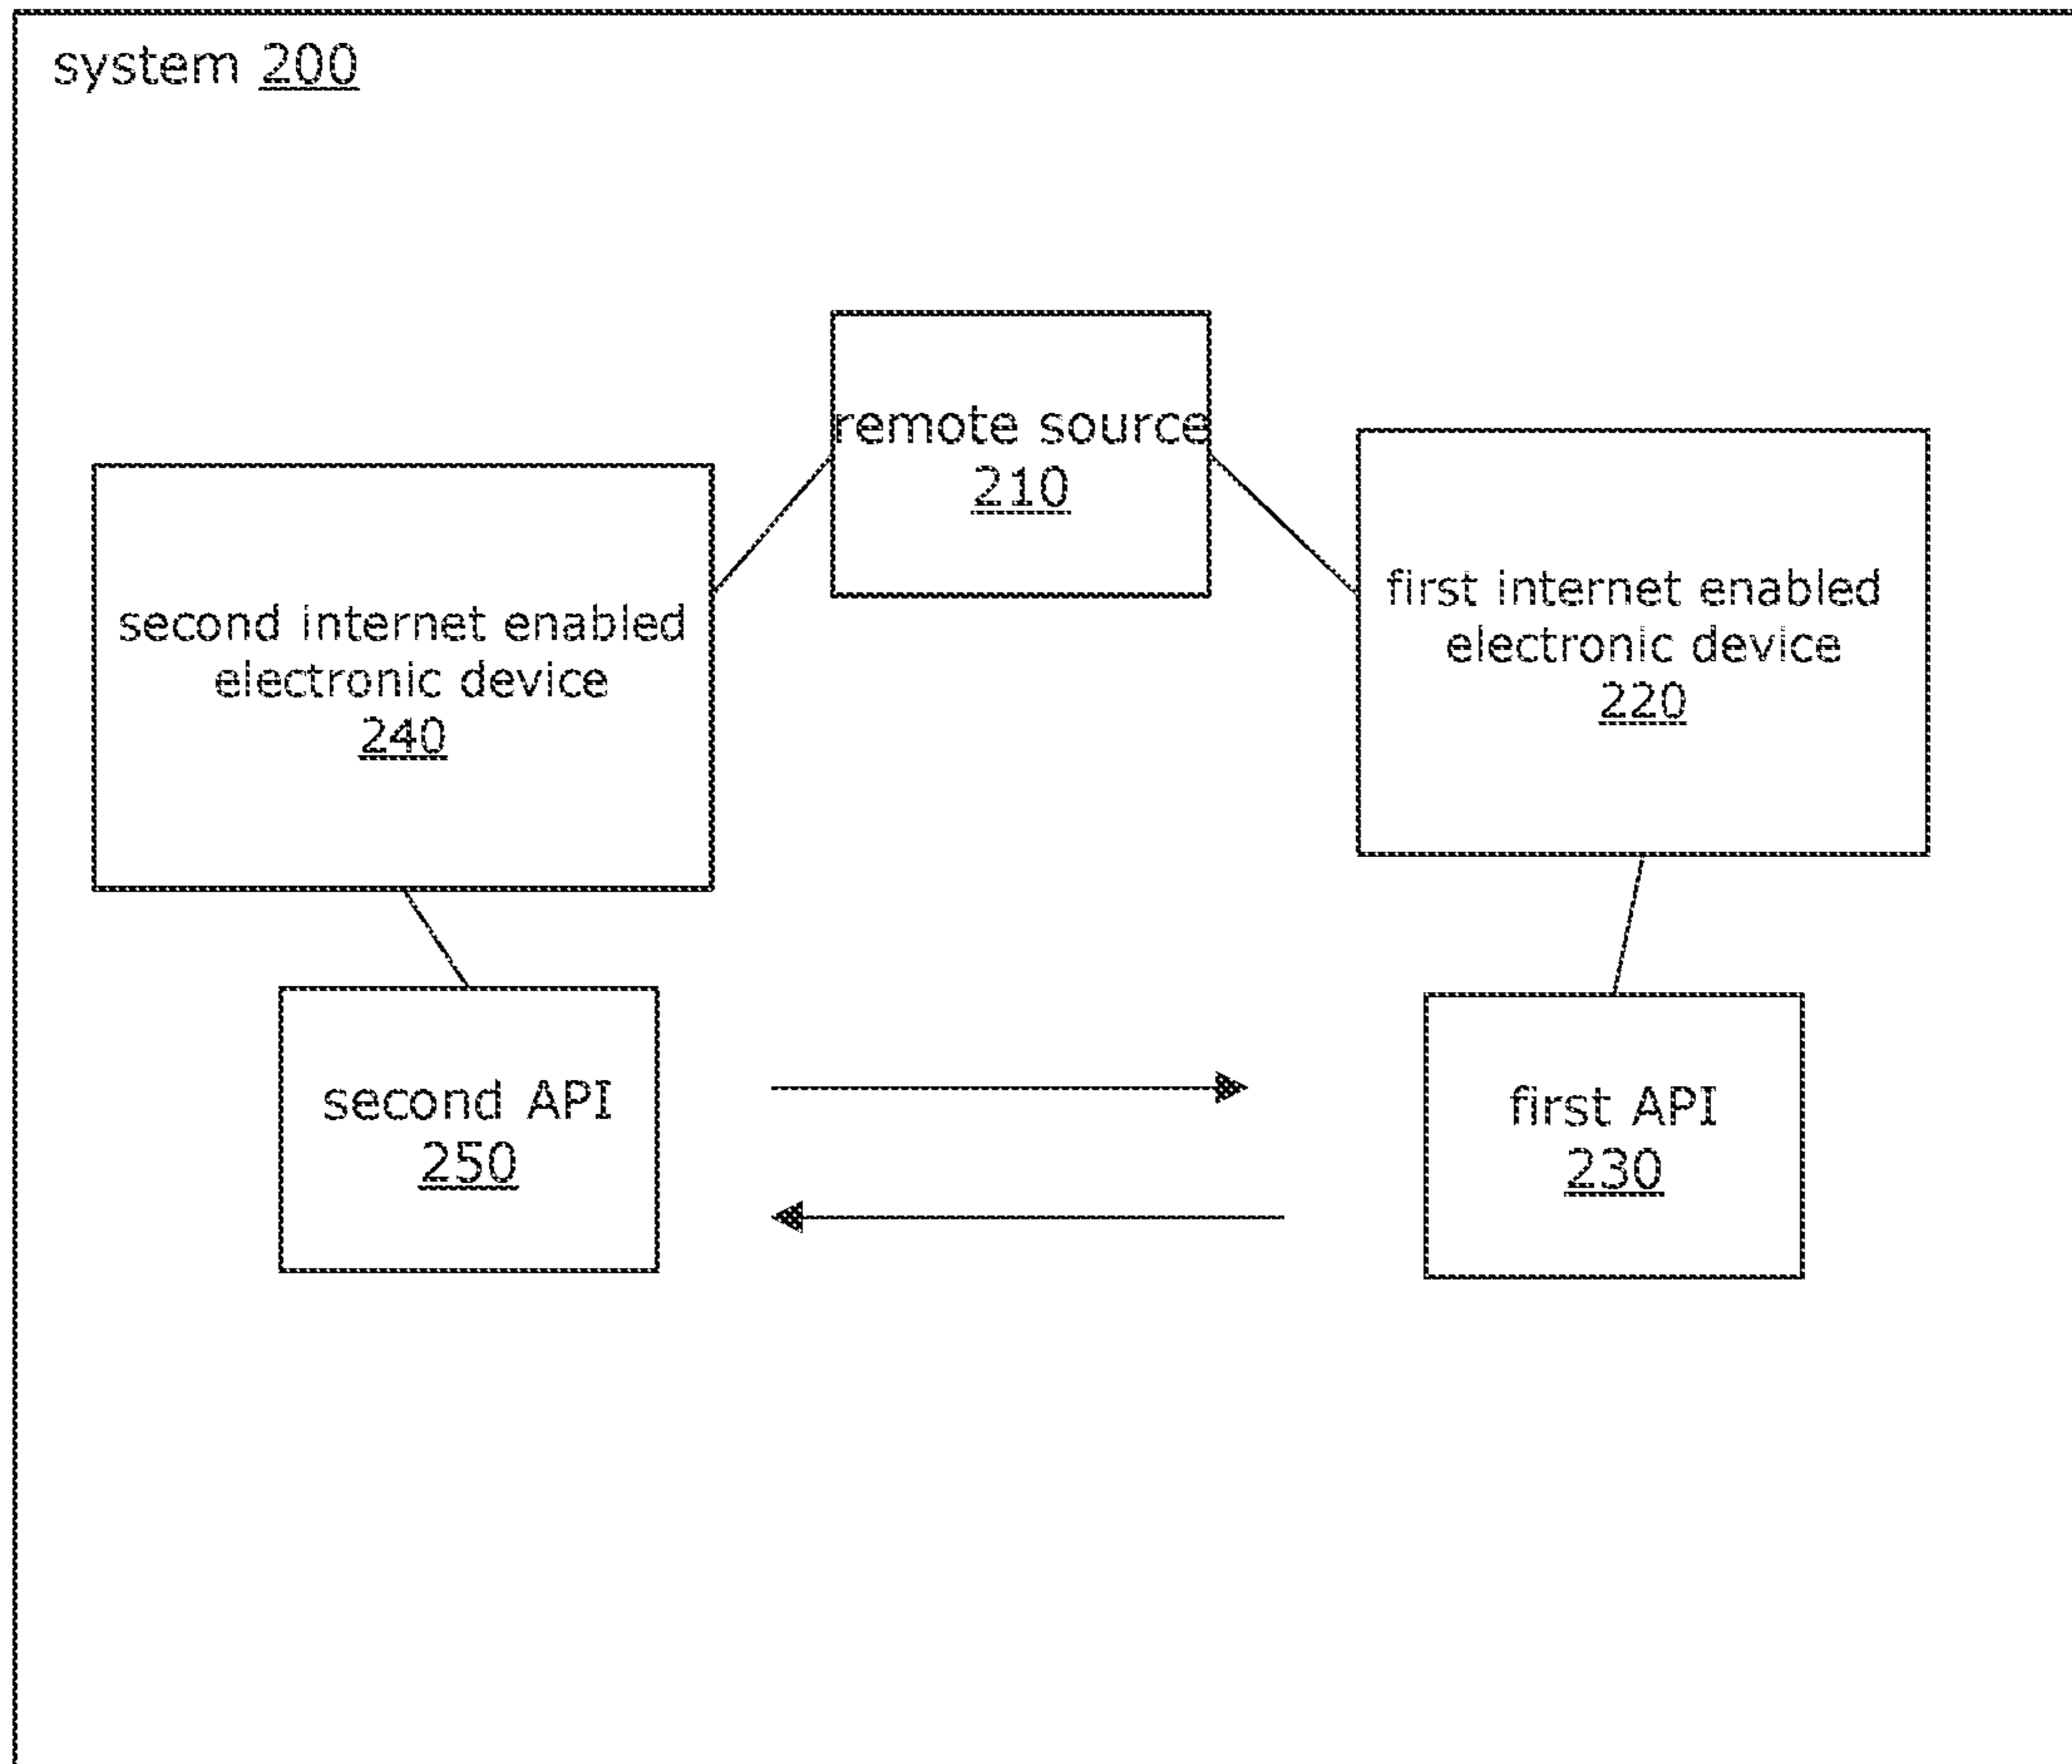 system 200
remote source
210
second internet enabled
electronic device
240
first internet enabled
electronic device
220
second API
250
first API
230